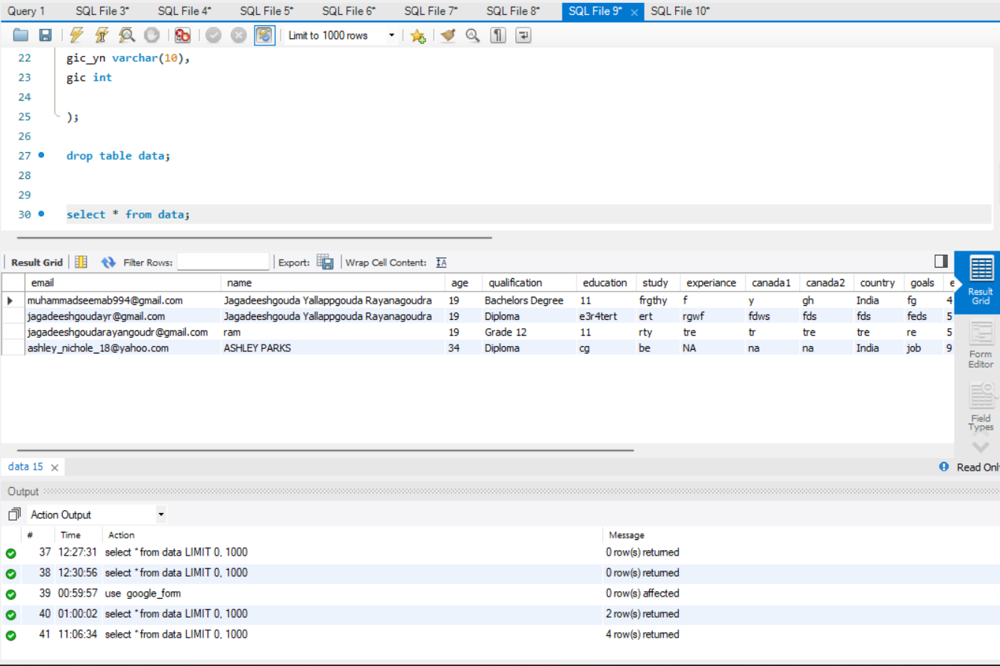 Query 1 SQL File 3* SQL File 4* SQL File 5* SQL File 6* SQL File 7* SQL File 8* SQL File 9* SQL File 10*
Limit to 1000 rows
22 gic_yn varchar(10),
23 gic int
24
25 );
26
27 drop table data;
28
29
30 select * from data;
Result Grid Filter Rows: Export: Wrap Cell Content:
email name age qualification education study experiance canada1 canada2 country goals e
muhammadseemab994@gmail.com Jagadeeshgouda Yallappgouda Rayanagoudra 19 Bachelors Degree 11 frgthy f y gh India fg 4
jagadeeshgoudayr@gmail.com Jagadeeshgouda Yallappgouda Rayanagoudra 19 Diploma e3r4tert ert rgwf fdws fds fds feds 5
jagadeeshgoudarayangoudr@gmail.com ram 19 Grade 12 11 rty tre tr tre tre re 5
ashley_nichole_18@yahoo.com ASHLEY PARKS 34 Diploma cg be NA na na India job 9
Result
Grid
Form
Editor
Field
Types
data 15 Read Onl
Output
Action Output
# Time Action Message
37 12:27:31 select * from data LIMIT 0, 1000 0 row(s) returned
38 12:30:56 select * from data LIMIT 0, 1000 0 row(s) returned
39 00:59:57 use google_form 0 row(s) affected
40 01:00:02 select * from data LIMIT 0, 1000 2 row(s) returned
41 11:06:34 select * from data LIMIT 0, 1000 4 row(s) returned